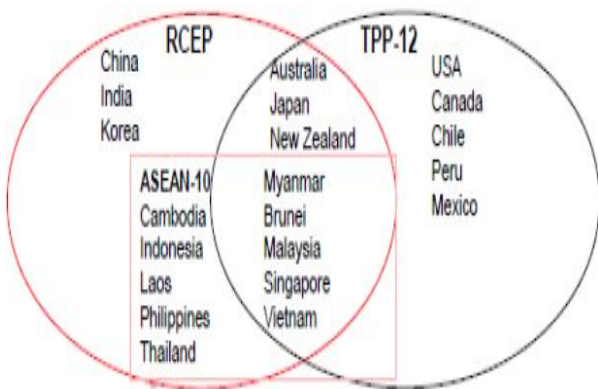 RCEP
TPP-12
China
India
Korea
Australia
Japan
New Zealand
USA
Canada
Chile
Peru
Mexico
ASEAN-10
Cambodia
Indonesia
Laos
Philippines
Thailand
Myanmar
Brunei
Malaysia
Singapore
Vietnam